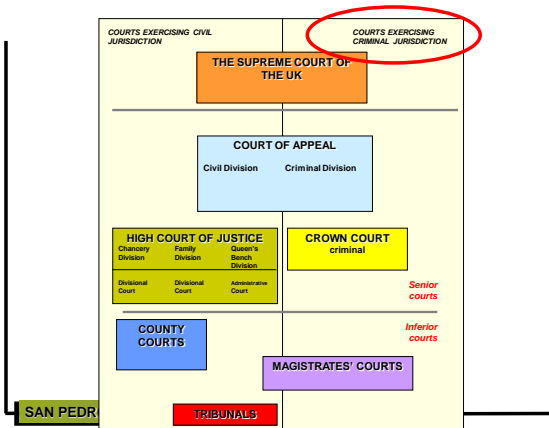 COURTS EXERCISING CIVIL
JURISDICTION
COURTS EXERCISING
CRIMINAL JURISDICTION
THE SUPREME COURT OF
THE UK
COURT OF APPEAL
Civil Division Criminal Division
HIGH COURT OF JUSTICE
Chancery Division
Family Division
Queen's Bench Division
Divisional Court
Divisional Court
Administrative Court
CROWN COURT
criminal
Senior
courts
Inferior
courts
COUNTY
COURTS
MAGISTRATES' COURTS
SAN PEDR
TRIBUNALS